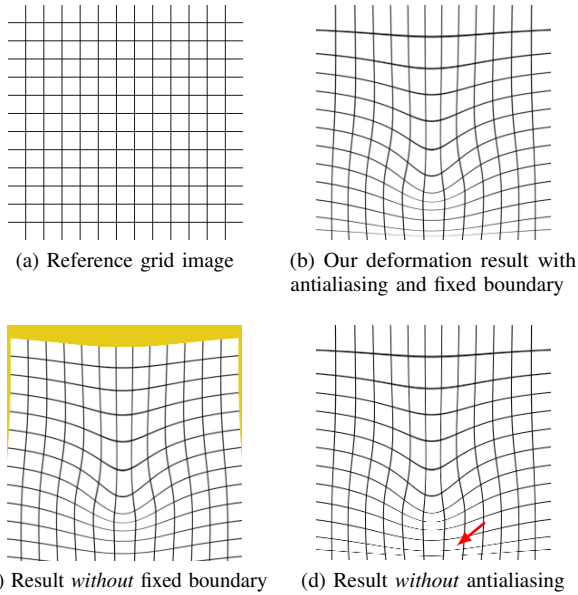 (a) Reference grid image
(b) Our deformation result with
antialiasing and fixed boundary
) Result without fixed boundary
(d) Result without antialiasing